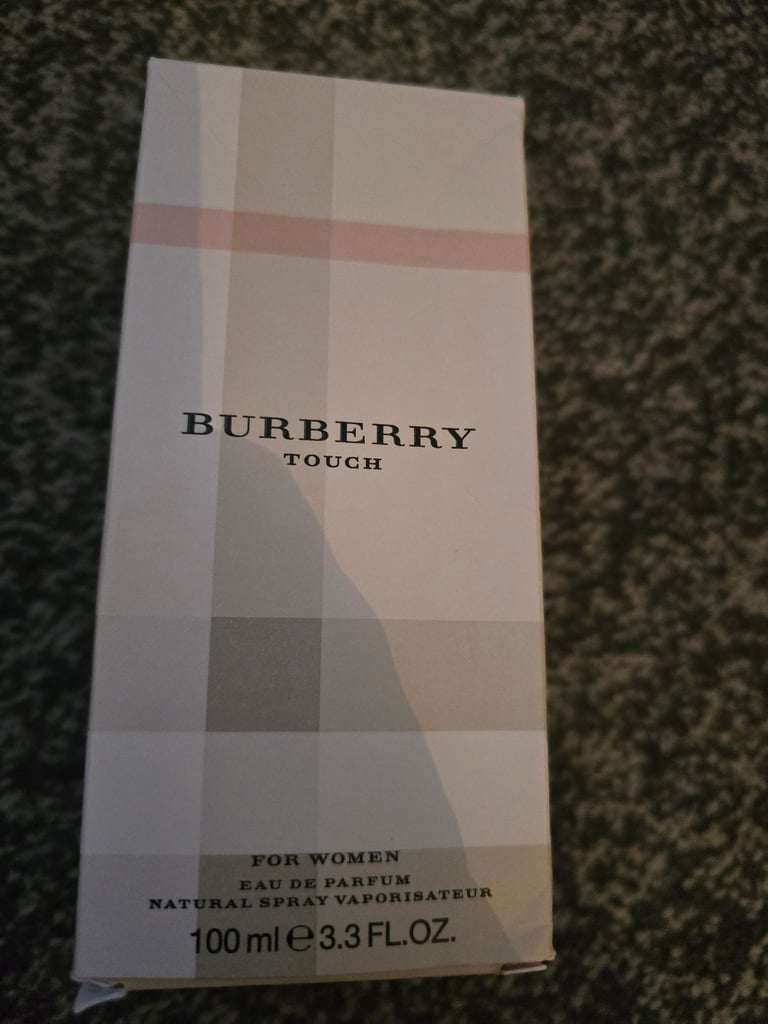 BURBERRY
TOUCH
FOR WOMEN
EAU DE PARFUM
NATURAL SPRAY VAPORISATEUR
100 ml ℮ 3.3 FL.OZ.